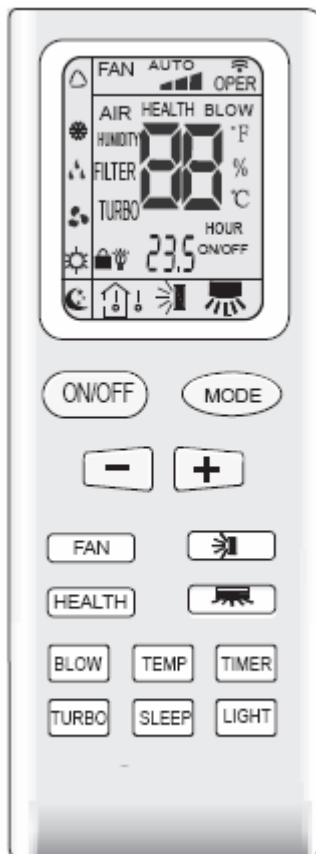 FAN AUTO OPER
AIR HEALTH BLOW
HUMIDITY 88 °F
FILTER %
TURBO °C
HOUR
23.5 ON/OFF
ON/OFF MODE
- +
FAN
HEALTH
BLOW TEMP TIMER
TURBO SLEEP LIGHT